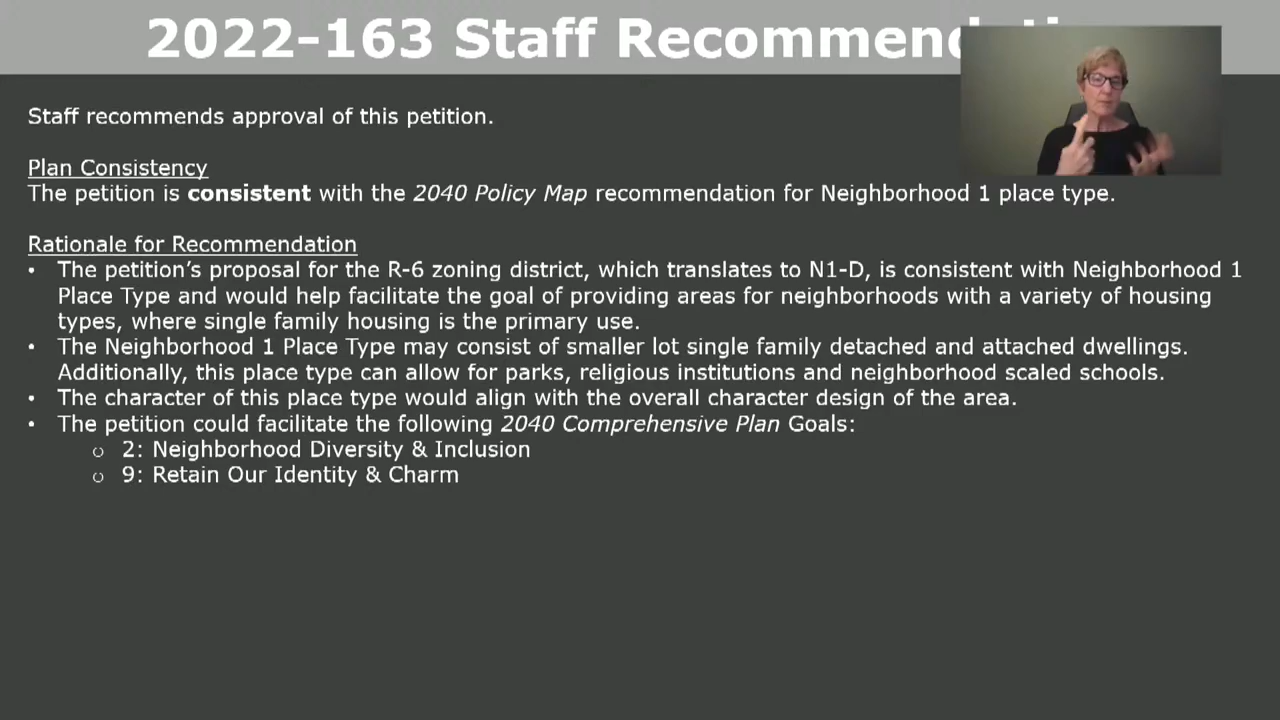 2022-163 Staff Recommendati
Staff recommends approval of this petition.
Plan Consistency
The petition is consistent with the 2040 Policy Map recommendation for Neighborhood 1 place type.
Rationale for Recommendation
• The petition’s proposal for the R-6 zoning district, which translates to N1-D, is consistent with Neighborhood 1
Place Type and would help facilitate the goal of providing areas for neighborhoods with a variety of housing
types, where single family housing is the primary use.
• The Neighborhood 1 Place Type may consist of smaller lot single family detached and attached dwellings.
Additionally, this place type can allow for parks, religious institutions and neighborhood scaled schools.
• The character of this place type would align with the overall character design of the area.
• The petition could facilitate the following 2040 Comprehensive Plan Goals:
○ 2: Neighborhood Diversity & Inclusion
○ 9: Retain Our Identity & Charm